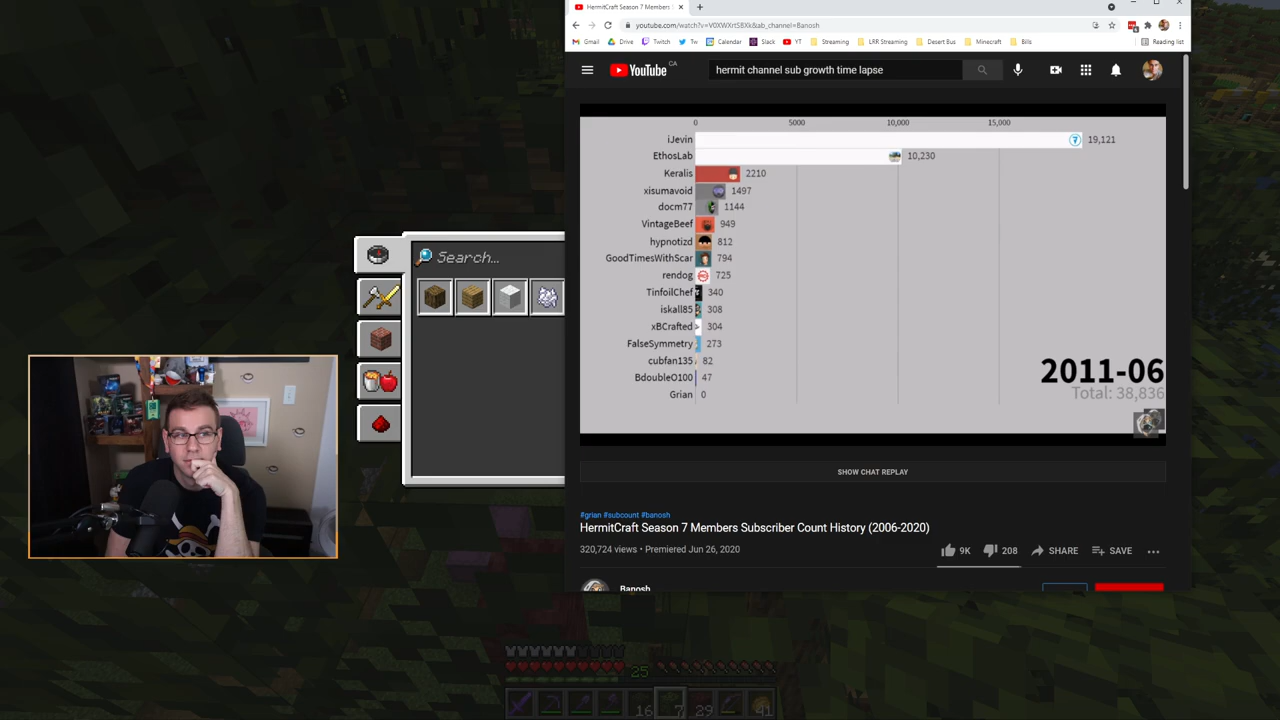 HermitCraft Season 7 Members
youtube.com/watch?v=V0XWXrtS8Xk&ab_channel=Banosh
Gmail Drive Twitch Tw Calendar Slack YT Streaming LRR Streaming Desert Bus Minecraft Bills Reading list
YouTube CA hermit channel sub growth time lapse
0 5000 10,000 15,000
iJevin 19,121
EthosLab 10,230
Keralis 2210
xisumavoid 1497
docm77 1144
VintageBeef 949
hypnotizd 812
GoodTimesWithScar 794
rendog 725
TinfoilChef 340
iskall85 308
xBCrafted 304
FalseSymmetry 273
cubfan135 82
BdoubleO100 47
Grian 0
2011-06
Total: 38,836
Search...
SHOW CHAT REPLAY
#grian #subcount #banosh
HermitCraft Season 7 Members Subscriber Count History (2006-2020)
320,724 views • Premiered Jun 26, 2020
9K 208 SHARE SAVE
Banosh
25
16 7 29 41